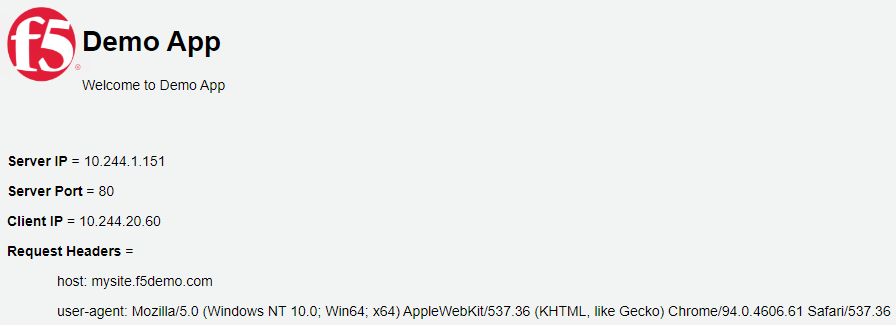 f5
Demo App
Welcome to Demo App
Server IP = 10.244.1.151
Server Port = 80
Client IP = 10.244.20.60
Request Headers =
host: mysite.f5demo.com
user-agent: Mozilla/5.0 (Windows NT 10.0; Win64; x64) AppleWebKit/537.36 (KHTML, like Gecko) Chrome/94.0.4606.61 Safari/537.36